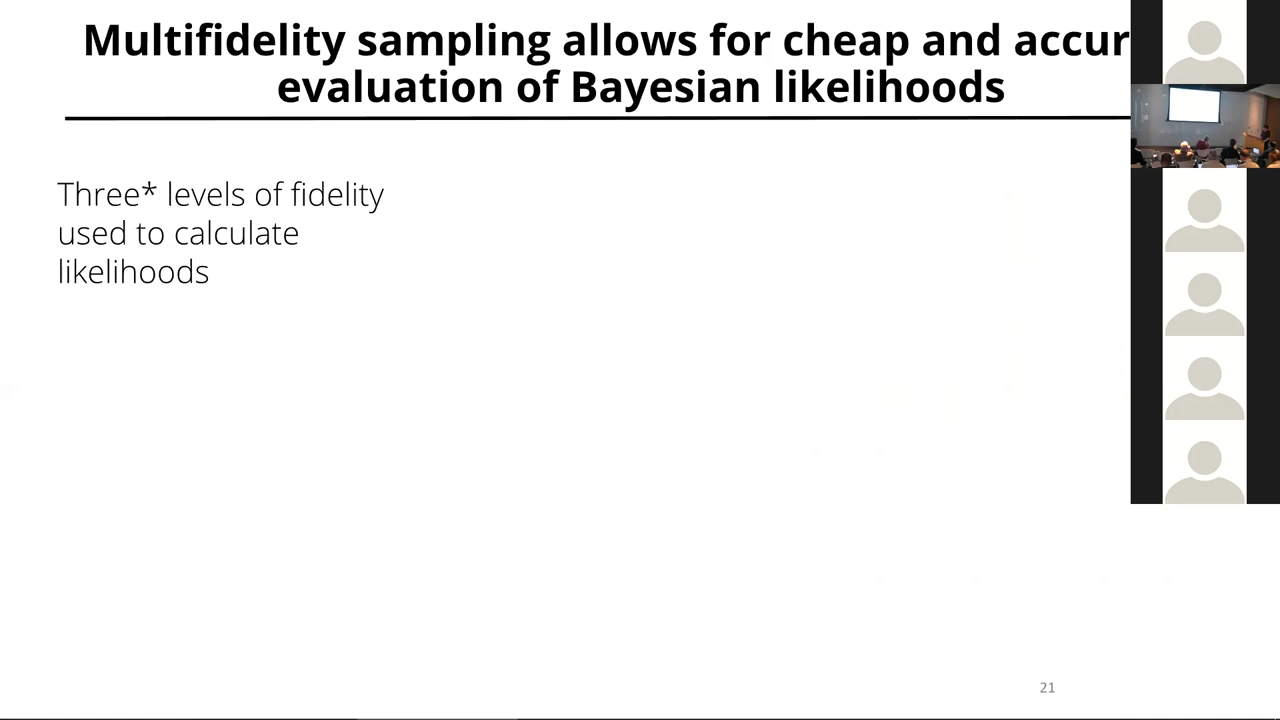 Multifidelity sampling allows for cheap and accur
evaluation of Bayesian likelihoods
Three* levels of fidelity
used to calculate
likelihoods
21